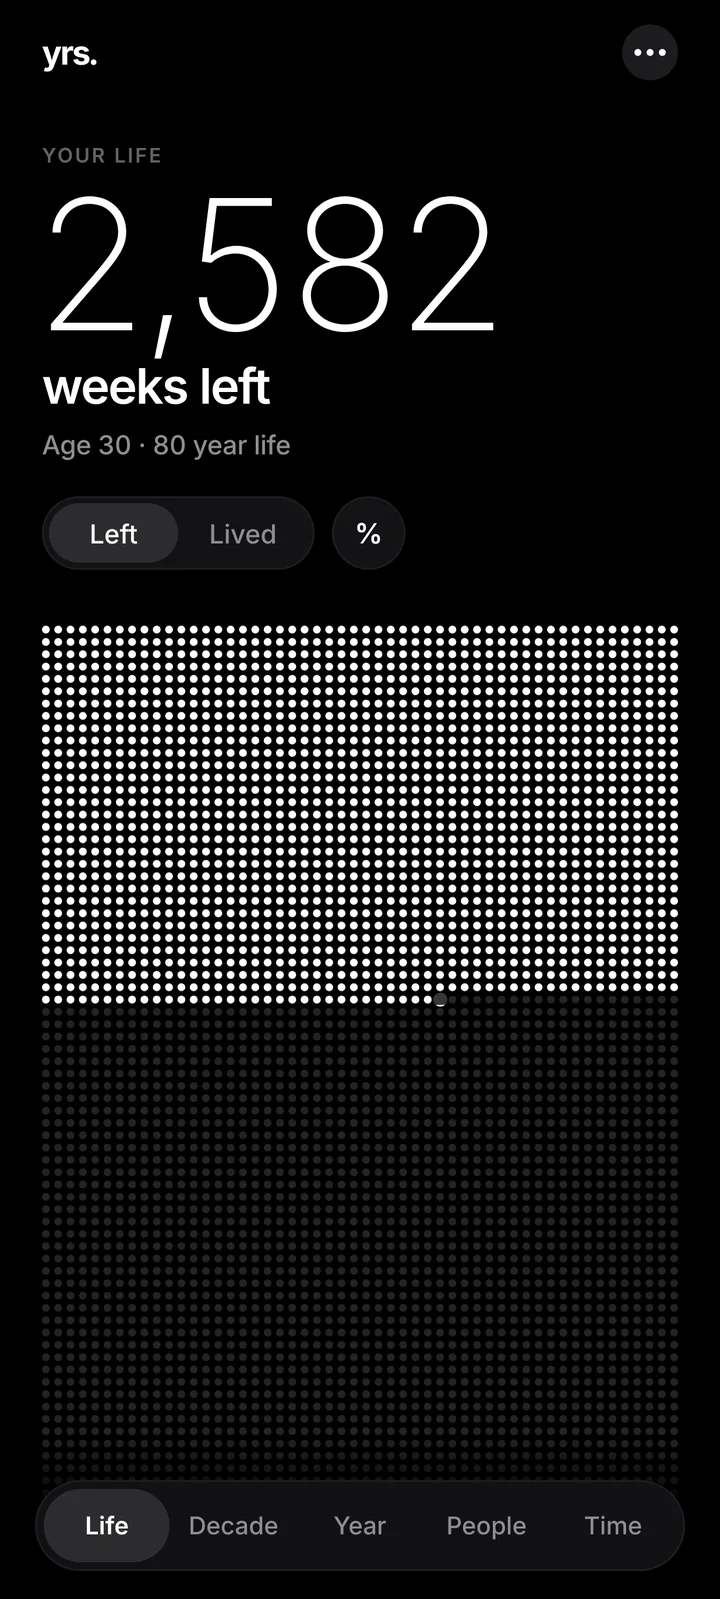 yrs.
YOUR LIFE
2,582
weeks left
Age 30 · 80 year life
Left Lived %
Life Decade Year People Time